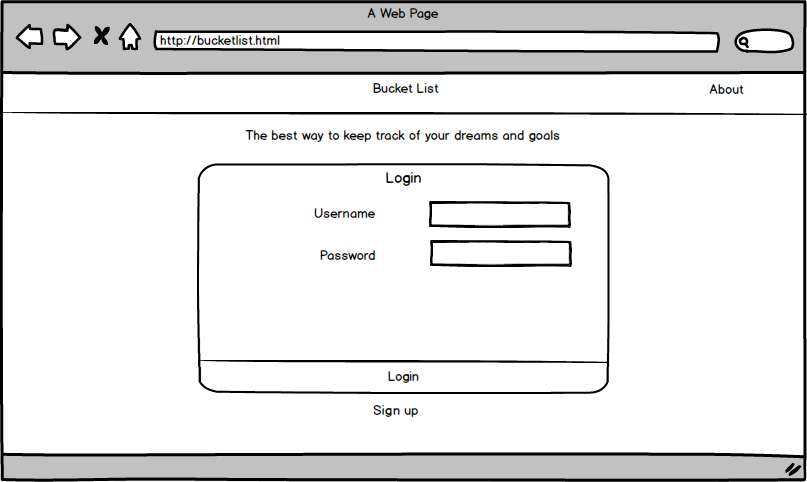 A Web Page
http://bucketlist.html
Bucket List
About
The best way to keep track of your dreams and goals
Login
Username
Password
Login
Sign up